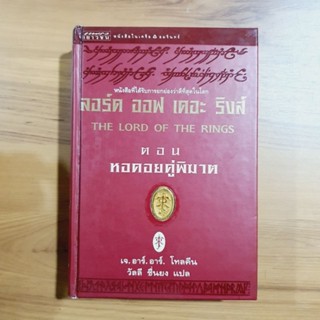 หนังสือที่ได้รับการยกย่องว่าดีที่สุดในโลก
ลอร์ด ออฟ เดอะ ริงส์
THE LORD OF THE RINGS
ตอน
หอคอยคู่พิฆาต
เจ.อาร์.อาร์. โทลคีน
วัลลี ชื่นยง แปล